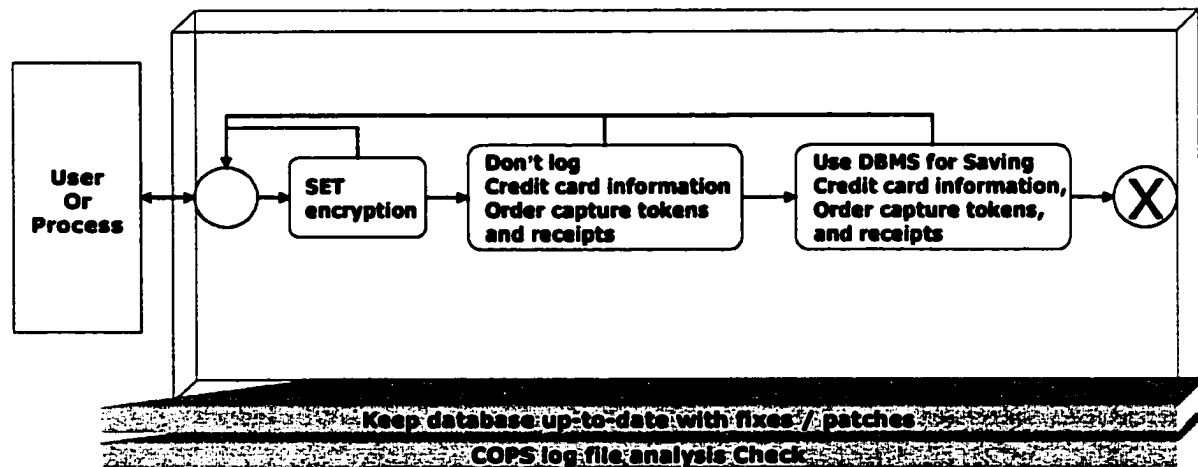 User
Or
Process
SET
encryption
Don't log
Credit card information
Order capture tokens
and receipts
Use DBMS for Saving
Credit card information,
Order capture tokens,
and receipts
X
Keep database up-to-date with fixes / patches
COPS log file analysis Check